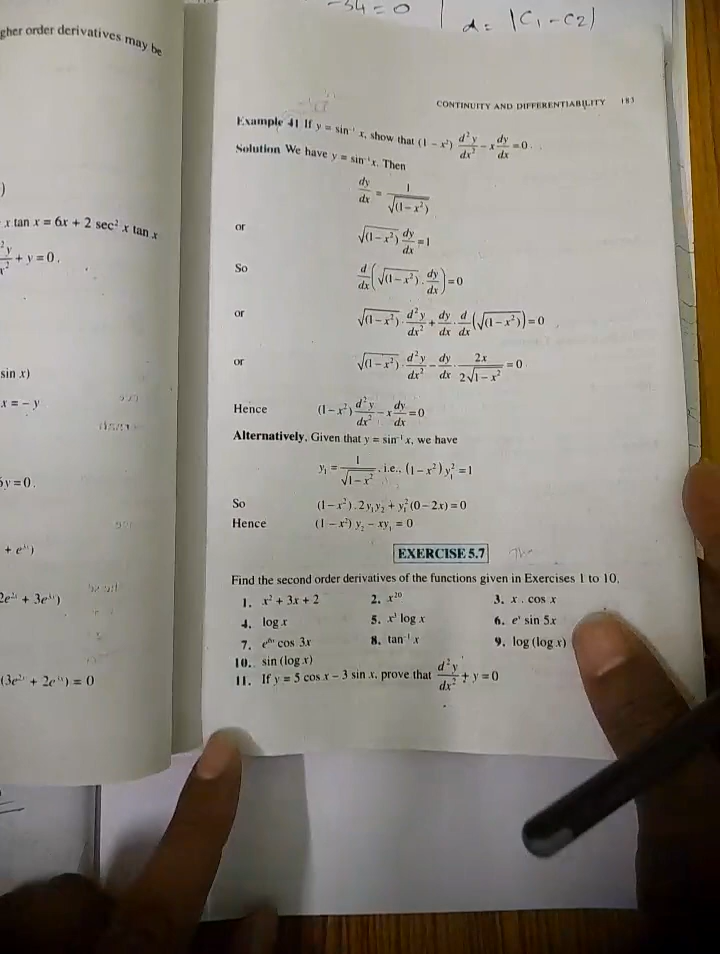 -34 = 0
d = |C₁ - C2|
gher order derivatives may be
x tan x = 6x + 2 sec² x tan x
+ y = 0.
sin x)
x = – y
y = 0.
+ e³ˣ)
2e²ˣ + 3e³ˣ)
(3e²ˣ + 2e³ˣ) = 0
CONTINUITY AND DIFFERENTIABILITY 183
Example 41 If y = sin⁻¹ x, show that (1 – x²) d²y/dx² – x dy/dx = 0.
Solution We have y = sin⁻¹x. Then
dy/dx = 1/√(1 – x²)
or √(1 – x²) dy/dx = 1
So d/dx(√(1 – x²) · dy/dx) = 0
or √(1 – x²) · d²y/dx² + dy/dx · d/dx(√(1 – x²)) = 0
or √(1 – x²) · d²y/dx² – dy/dx · 2x/2√1 – x² = 0
Hence (1 – x²) d²y/dx² – x dy/dx = 0
Alternatively, Given that y = sin⁻¹ x, we have
y₁ = 1/√1 – x², i.e., (1 – x²) y₁² = 1
So (1 – x²) . 2y₁y₂ + y₁² (0 – 2x) = 0
Hence (1 – x²) y₂ – xy₁ = 0
EXERCISE 5.7
Find the second order derivatives of the functions given in Exercises 1 to 10.
1. x² + 3x + 2 2. x²⁰ 3. x . cos x
4. log x 5. x³ log x 6. eˣ sin 5x
7. e⁶ˣ cos 3x 8. tan⁻¹ x 9. log (log x)
10. sin (log x)
11. If y = 5 cos x – 3 sin x, prove that d²y/dx² + y = 0